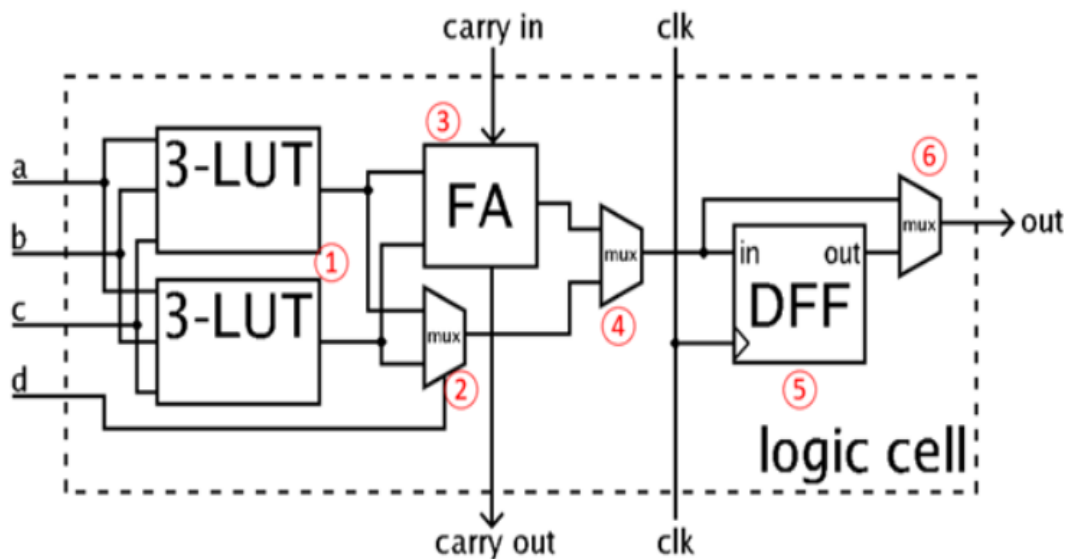 carry in
clk
③
⑥
a
3-LUT
FA
mux
out
b
①
mux
in
out
c
3-LUT
mux
④
DFF
d
②
⑤
logic cell
carry out
clk